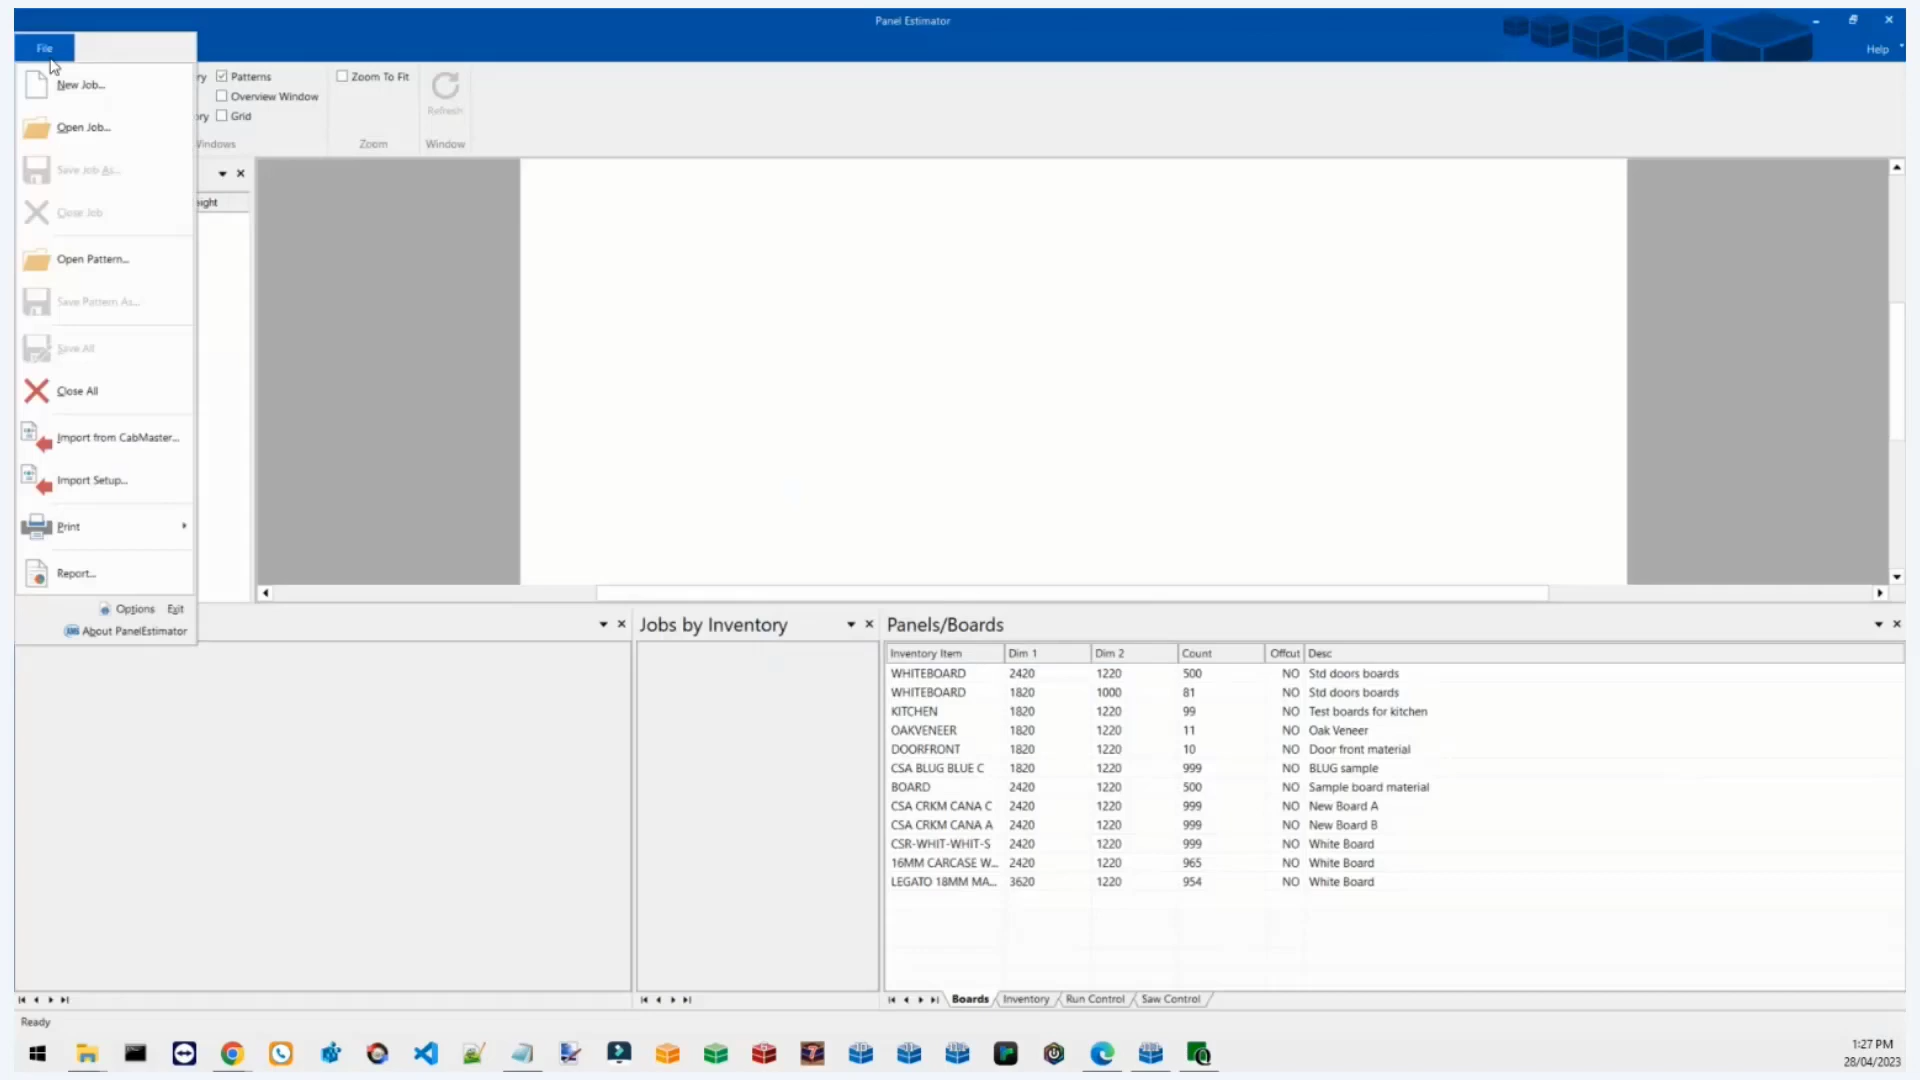 Panel Estimator
File
Help
New Job...
Open Job...
Save Job As...
Close Job
Open Pattern...
Save Pattern As...
Save All
Close All
Import from CabMaster...
Import Setup...
Print
Report...
Options Exit
About PanelEstimator
ry Patterns
Overview Window
ory Grid
Windows
Zoom To Fit
Zoom
Refresh
Window
eight
Jobs by Inventory
Panels/Boards
Inventory Item Dim 1 Dim 2 Count Offcut Desc
WHITEBOARD 2420 1220 500 NO Std doors boards
WHITEBOARD 1820 1000 81 NO Std doors boards
KITCHEN 1820 1220 99 NO Test boards for kitchen
OAKVENEER 1820 1220 11 NO Oak Veneer
DOORFRONT 1820 1220 10 NO Door front material
CSA BLUG BLUE C 1820 1220 999 NO BLUG sample
BOARD 2420 1220 500 NO Sample board material
CSA CRKM CANA C 2420 1220 999 NO New Board A
CSA CRKM CANA A 2420 1220 999 NO New Board B
CSR-WHIT-WHIT-S 2420 1220 999 NO White Board
16MM CARCASE W... 2420 1220 965 NO White Board
LEGATO 18MM MA... 3620 1220 954 NO White Board
Boards Inventory Run Control Saw Control
Ready
1:27 PM
28/04/2023